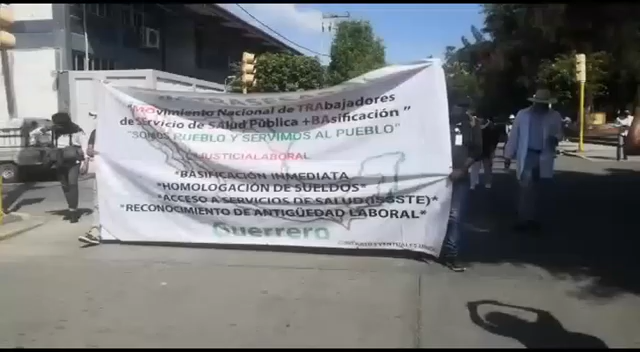 "MOvimiento Nacional de TRAbajadores
de SErvicio de SAlud Pública +BAsificación"
"SOMOS PUEBLO Y SERVIMOS AL PUEBLO"
#JUSTICIALABORAL
*BASIFICACIÓN INMEDIATA
*HOMOLOGACIÓN DE SUELDOS*
*ACCESO A SERVICIOS DE SALUD (ISSSTE)*
*RECONOCIMIENTO DE ANTIGÜEDAD LABORAL*
Guerrero